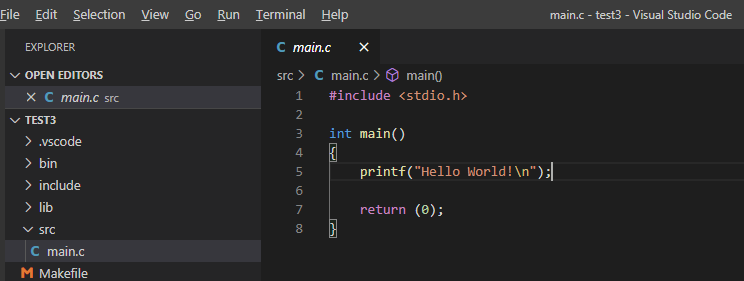 File Edit Selection View Go Run Terminal Help main.c - test3 - Visual Studio Code
EXPLORER
OPEN EDITORS
main.c src
TEST3
.vscode
bin
include
lib
src
main.c
Makefile
main.c
src > main.c > main()
1 #include <stdio.h>
2
3 int main()
4 {
5 printf("Hello World!\n");
6
7 return (0);
8 }